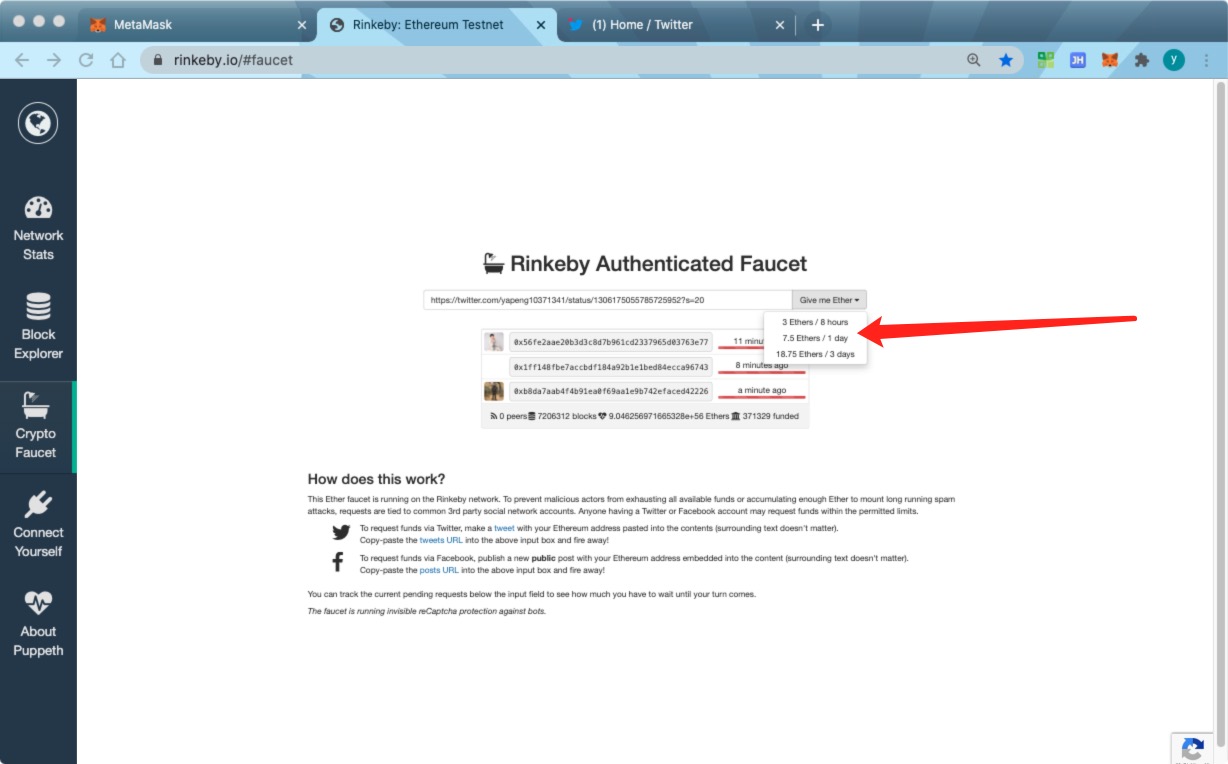 MetaMask
Rinkeby: Ethereum Testnet
(1) Home / Twitter
rinkeby.io/#faucet
JH
y
Network
Stats
Block
Explorer
Crypto
Faucet
Connect
Yourself
About
Puppeth
Rinkeby Authenticated Faucet
https://twitter.com/yapeng10371341/status/1306175055785725952?s=20
Give me Ether
3 Ethers / 8 hours
7.5 Ethers / 1 day
18.75 Ethers / 3 days
0x56fe2aae20b3d3c8d7b961cd2337965d03763e77 11 minu
0x1ff148fbe7accbdf184a92b1e1bed84ecca96743 8 minutes ago
0xb8da7aab4f4b91ea0f69aa1e9b742efaced42226 a minute ago
0 peers 7206312 blocks 9.046256971665328e+56 Ethers 371329 funded
How does this work?
This Ether faucet is running on the Rinkeby network. To prevent malicious actors from exhausting all available funds or accumulating enough Ether to mount long running spam
attacks, requests are tied to common 3rd party social network accounts. Anyone having a Twitter or Facebook account may request funds within the permitted limits.
To request funds via Twitter, make a tweet with your Ethereum address pasted into the contents (surrounding text doesn't matter).
Copy-paste the tweets URL into the above input box and fire away!
To request funds via Facebook, publish a new public post with your Ethereum address embedded into the content (surrounding text doesn't matter).
Copy-paste the posts URL into the above input box and fire away!
You can track the current pending requests below the input field to see how much you have to wait until your turn comes.
The faucet is running invisible reCaptcha protection against bots.